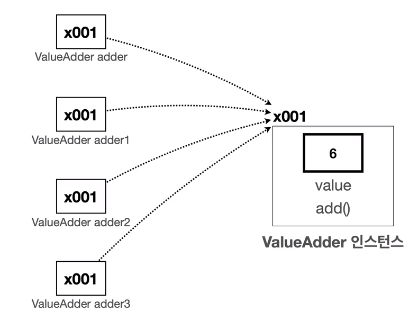 x001
ValueAdder adder
x001
ValueAdder adder1
x001
ValueAdder adder2
x001
ValueAdder adder3
x001
6
value
add()
ValueAdder 인스턴스